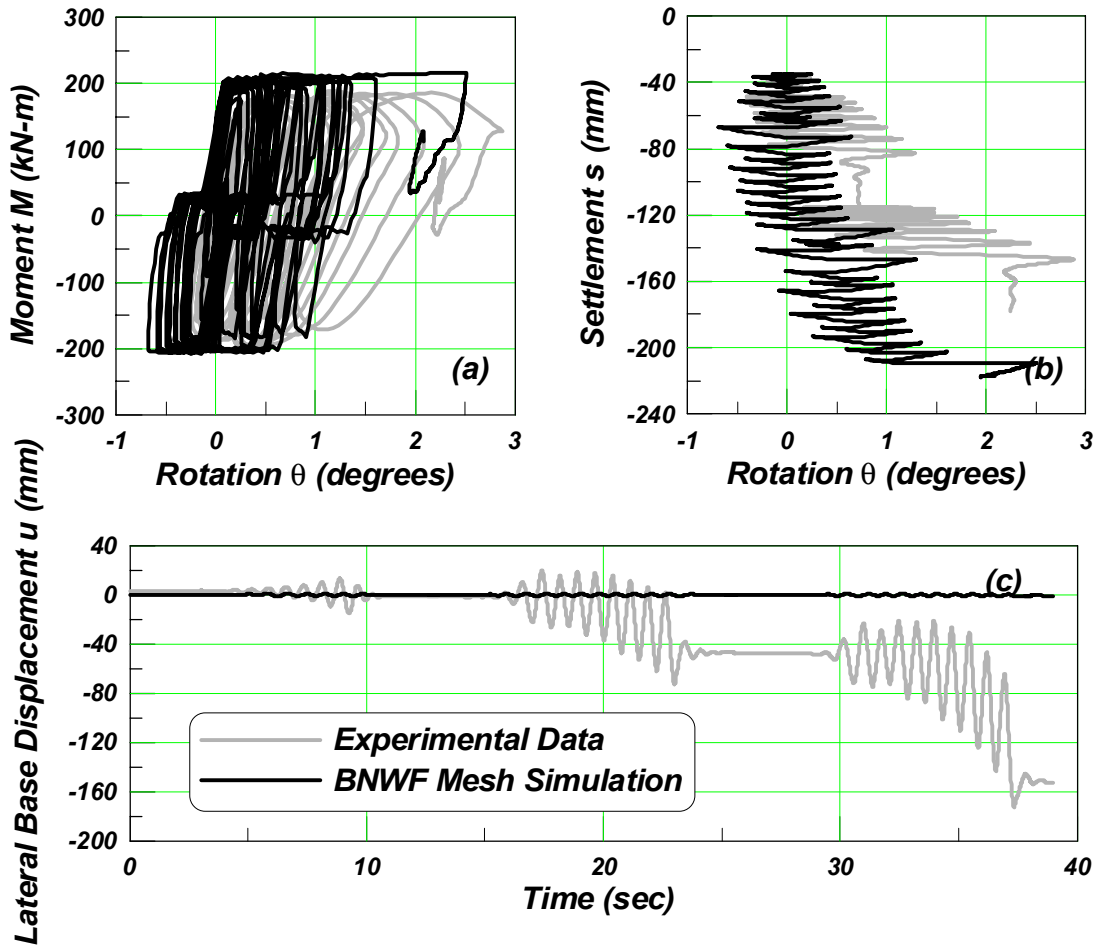 300
200
100
0
-100
-200
-300
Moment M (kN-m)
(a)
-1 0 1 2 3
Rotation θ (degrees)
0
-40
-80
-120
-160
-200
-240
Settlement s (mm)
(b)
-1 0 1 2 3
Rotation θ (degrees)
40
0
-40
-80
-120
-160
-200
Lateral Base Displacement u (mm)
(c)
Experimental Data
BNWF Mesh Simulation
0 10 20 30 40
Time (sec)